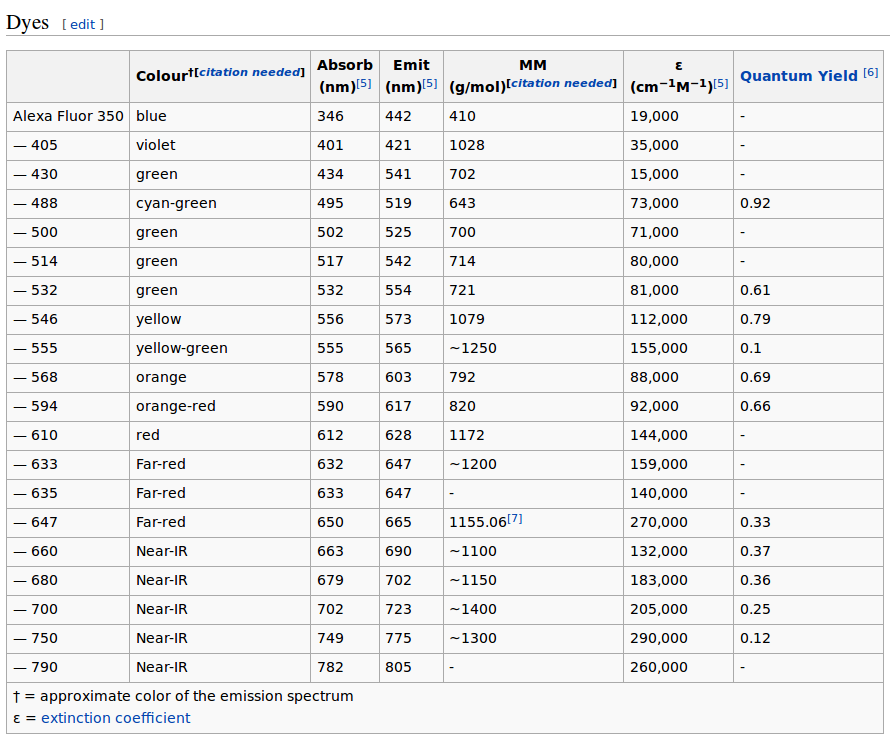 Dyes [ edit ]
Colour†[citation needed] Absorb (nm)[5] Emit (nm)[5] MM (g/mol)[citation needed] ε (cm−1M−1)[5] Quantum Yield [6]
Alexa Fluor 350 blue 346 442 410 19,000 -
— 405 violet 401 421 1028 35,000 -
— 430 green 434 541 702 15,000 -
— 488 cyan-green 495 519 643 73,000 0.92
— 500 green 502 525 700 71,000 -
— 514 green 517 542 714 80,000 -
— 532 green 532 554 721 81,000 0.61
— 546 yellow 556 573 1079 112,000 0.79
— 555 yellow-green 555 565 ~1250 155,000 0.1
— 568 orange 578 603 792 88,000 0.69
— 594 orange-red 590 617 820 92,000 0.66
— 610 red 612 628 1172 144,000 -
— 633 Far-red 632 647 ~1200 159,000 -
— 635 Far-red 633 647 - 140,000 -
— 647 Far-red 650 665 1155.06[7] 270,000 0.33
— 660 Near-IR 663 690 ~1100 132,000 0.37
— 680 Near-IR 679 702 ~1150 183,000 0.36
— 700 Near-IR 702 723 ~1400 205,000 0.25
— 750 Near-IR 749 775 ~1300 290,000 0.12
— 790 Near-IR 782 805 - 260,000 -
† = approximate color of the emission spectrum
ε = extinction coefficient